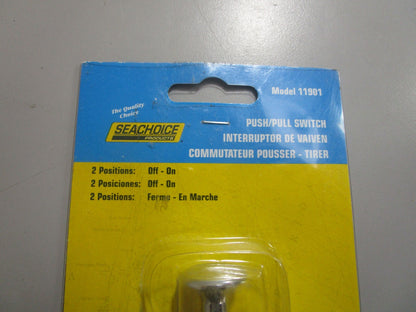 Model 11901
The Quality
Choice
SEACHOICE
PRODUCTS
PUSH/PULL SWITCH
INTERRUPTOR DE VAIVEN
COMMUTATEUR POUSSER - TIRER
2 Positions: Off - On
2 Posiciones: Off - On
2 Positions: Ferme - En Marche